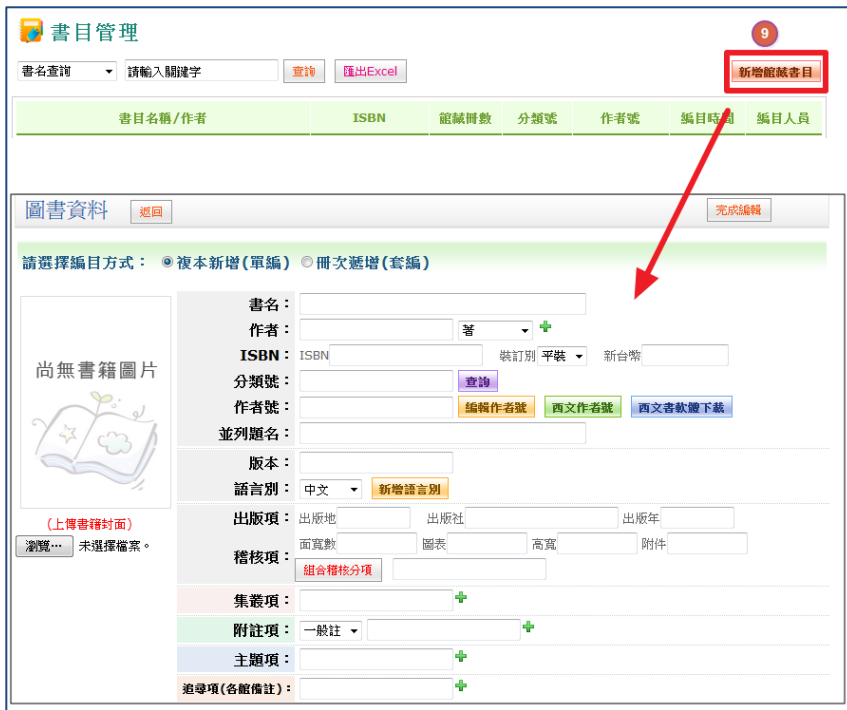 書目管理
9
書名查詢 請輸入關鍵字 查詢 匯出Excel 新增館藏書目
書目名稱/作者 ISBN 館藏冊數 分類號 作者號 編目時間 編目人員
圖書資料 返回 完成編輯
請選擇編目方式： 複本新增(單編) 冊次遞增(套編)
尚無書籍圖片
(上傳書籍封面)
瀏覽… 未選擇檔案。
書名：
作者： 著
ISBN： ISBN 裝訂別 平裝 新台幣
分類號： 查詢
作者號： 編輯作者號 西文作者號 西文書軟體下載
並列題名：
版本：
語言別： 中文 新增語言別
出版項： 出版地 出版社 出版年
稽核項： 面寬數 圖表 高寬 附件
組合稽核分項
集叢項：
附註項： 一般註
主題項：
追尋項(各館備註)：